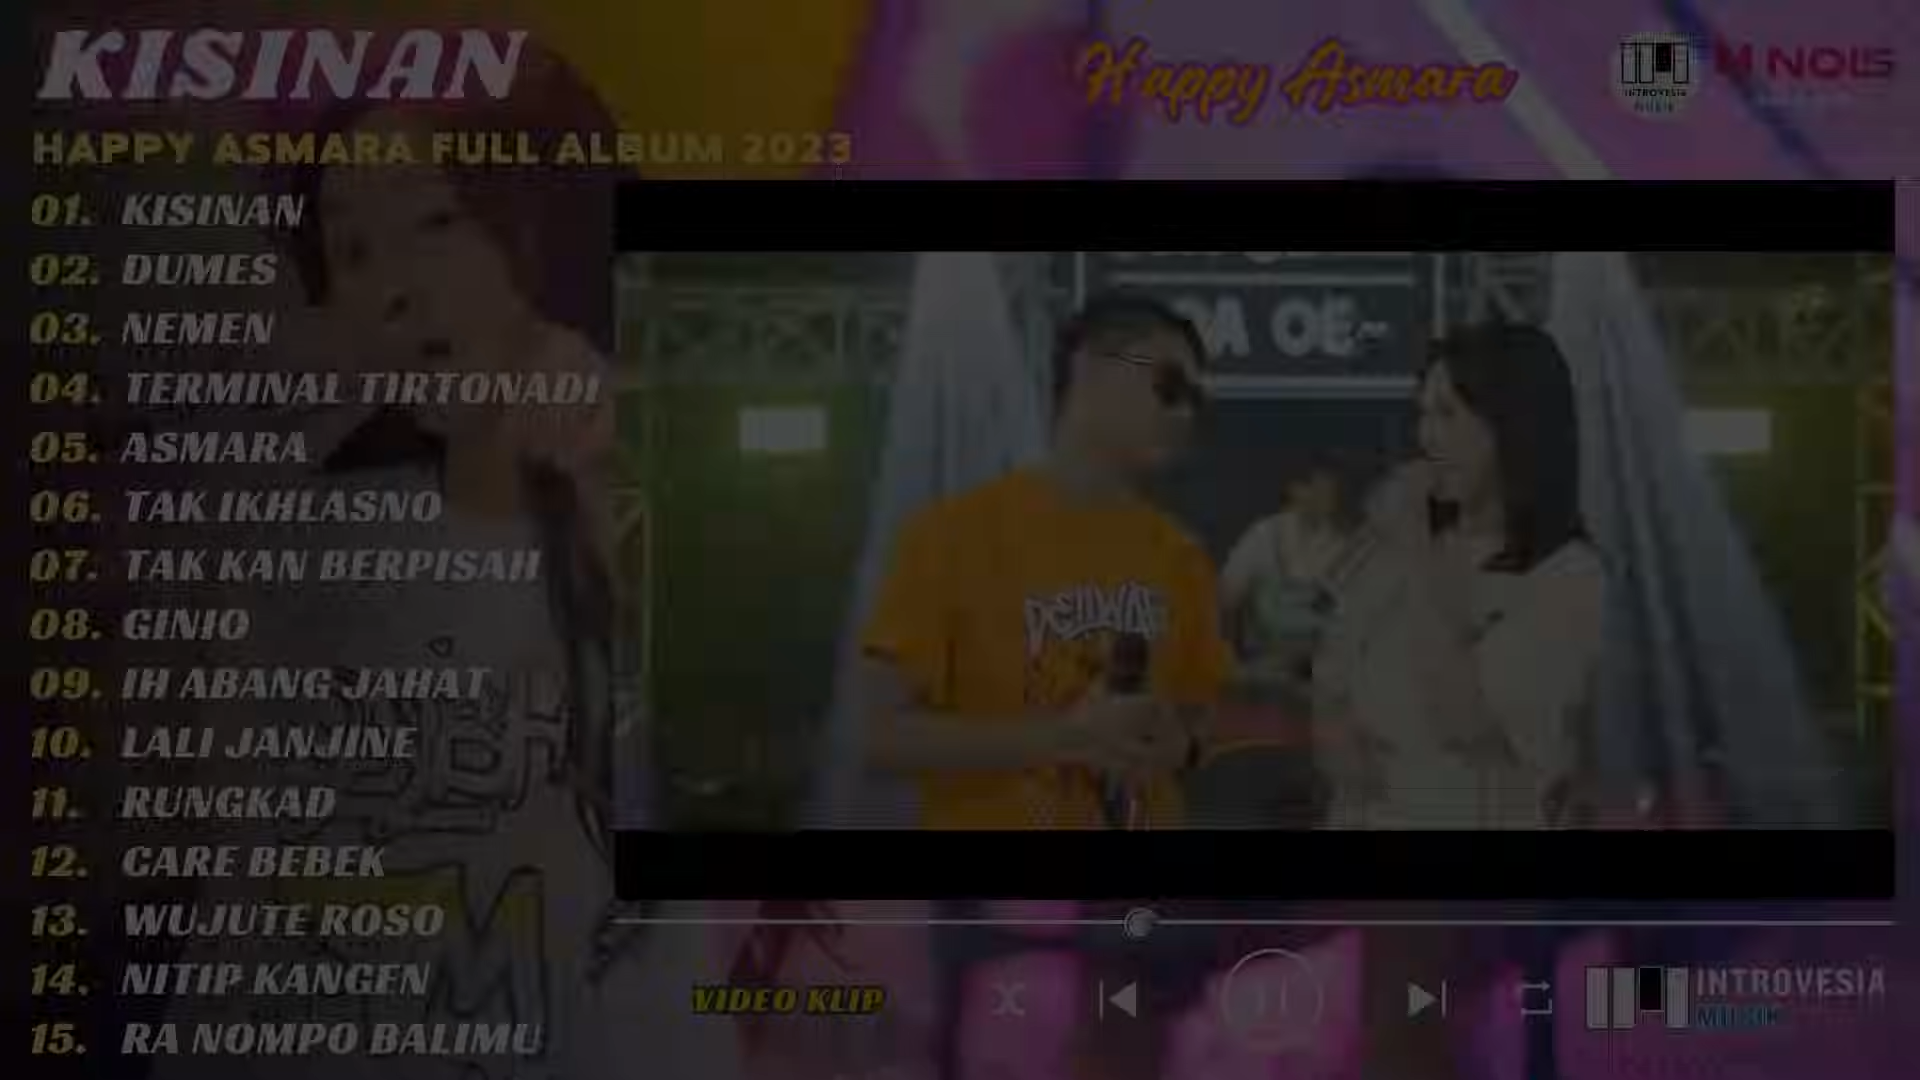 KISINAN
Happy Asmara
INTROVESIA
MUSIK
HAPPY ASMARA FULL ALBUM 2023
01. KISINAN
02. DUMES
03. NEMEN
04. TERMINAL TIRTONADI
05. ASMARA
06. TAK IKHLASNO
07. TAK KAN BERPISAH
08. GINIO
09. IH ABANG JAHAT
10. LALI JANJINE
11. RUNGKAD
12. CARE BEBEK
13. WUJUTE ROSO
14. NITIP KANGEN
15. RA NOMPO BALIMU
VIDEO KLIP
INTROVESIA
MUSIK